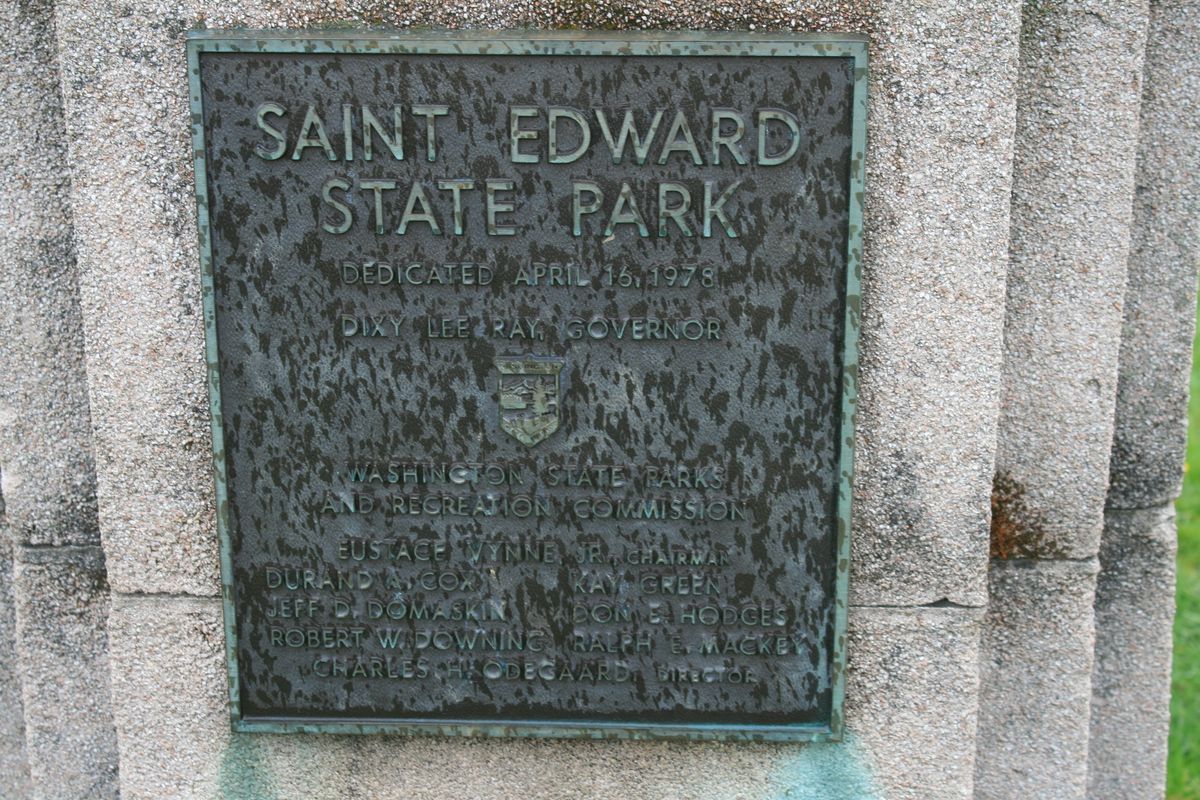 SAINT EDWARD
STATE PARK
DEDICATED APRIL 16, 1978
DIXY LEE RAY, GOVERNOR
WASHINGTON STATE PARKS
AND RECREATION COMMISSION
EUSTACE VYNNE, JR., CHAIRMAN
DURAND A. COX KAY GREEN
JEFF D. DOMASKIN DON E. HODGES
ROBERT W. DOWNING RALPH E. MACKEY
CHARLES H. ODEGAARD, DIRECTOR